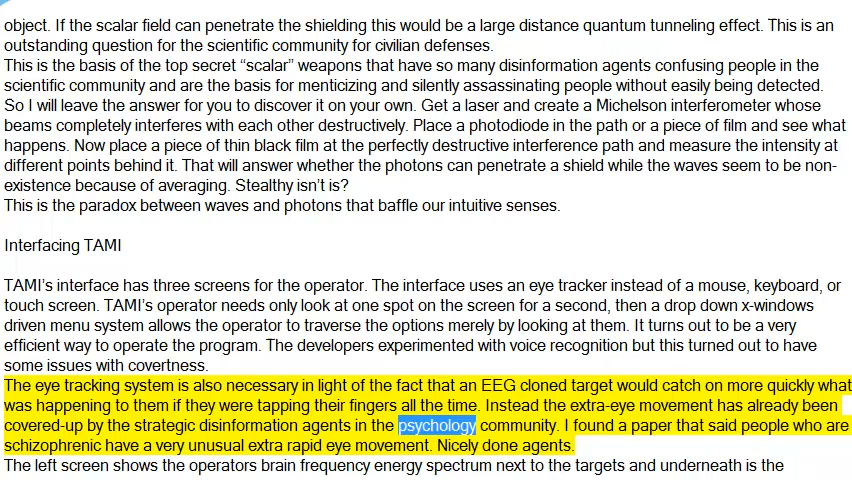 object. If the scalar field can penetrate the shielding this would be a large distance quantum tunneling effect. This is an
outstanding question for the scientific community for civilian defenses.
This is the basis of the top secret “scalar” weapons that have so many disinformation agents confusing people in the
scientific community and are the basis for menticizing and silently assassinating people without easily being detected.
So I will leave the answer for you to discover it on your own. Get a laser and create a Michelson interferometer whose
beams completely interferes with each other destructively. Place a photodiode in the path or a piece of film and see what
happens. Now place a piece of thin black film at the perfectly destructive interference path and measure the intensity at
different points behind it. That will answer whether the photons can penetrate a shield while the waves seem to be non-
existence because of averaging. Stealthy isn’t is?
This is the paradox between waves and photons that baffle our intuitive senses.
Interfacing TAMI
TAMI’s interface has three screens for the operator. The interface uses an eye tracker instead of a mouse, keyboard, or
touch screen. TAMI’s operator needs only look at one spot on the screen for a second, then a drop down x-windows
driven menu system allows the operator to traverse the options merely by looking at them. It turns out to be a very
efficient way to operate the program. The developers experimented with voice recognition but this turned out to have
some issues with covertness.
The eye tracking system is also necessary in light of the fact that an EEG cloned target would catch on more quickly what
was happening to them if they were tapping their fingers all the time. Instead the extra-eye movement has already been
covered-up by the strategic disinformation agents in the psychology community. I found a paper that said people who are
schizophrenic have a very unusual extra rapid eye movement. Nicely done agents.
The left screen shows the operators brain frequency energy spectrum next to the targets and underneath is the